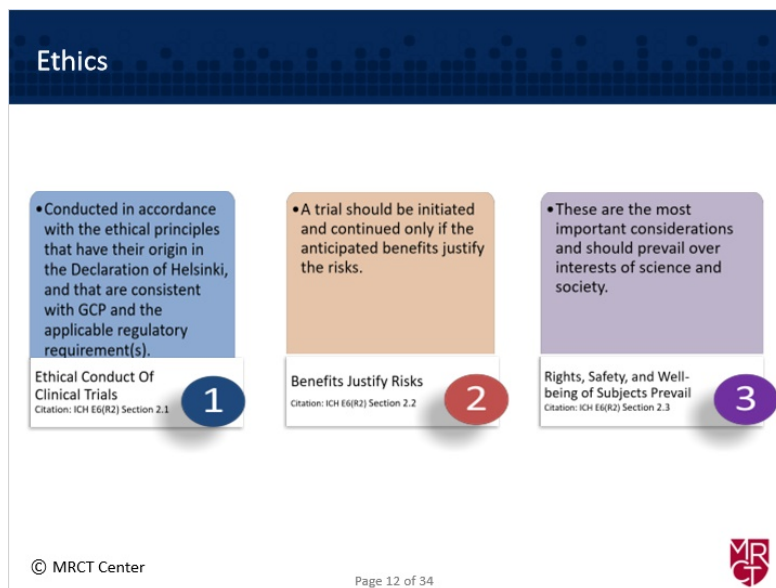 Ethics
•Conducted in accordance
with the ethical principles
that have their origin in
the Declaration of Helsinki,
and that are consistent
with GCP and the
applicable regulatory
requirement(s).
Ethical Conduct Of
Clinical Trials
Citation: ICH E6(R2) Section 2.1
1
•A trial should be initiated
and continued only if the
anticipated benefits justify
the risks.
Benefits Justify Risks
Citation: ICH E6(R2) Section 2.2
2
•These are the most
important considerations
and should prevail over
interests of science and
society.
Rights, Safety, and Well-
being of Subjects Prevail
Citation: ICH E6(R2) Section 2.3
3
© MRCT Center
Page 12 of 34
MR
CT